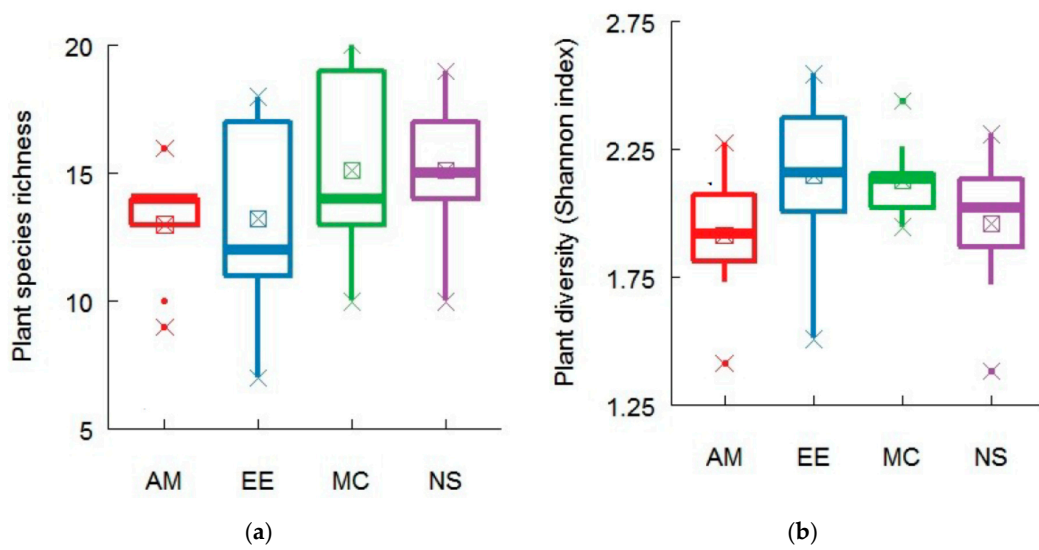 Plant species richness
20
15
10
5
AM EE MC NS
(a)
Plant diversity (Shannon index)
2.75
2.25
1.75
1.25
AM EE MC NS
(b)